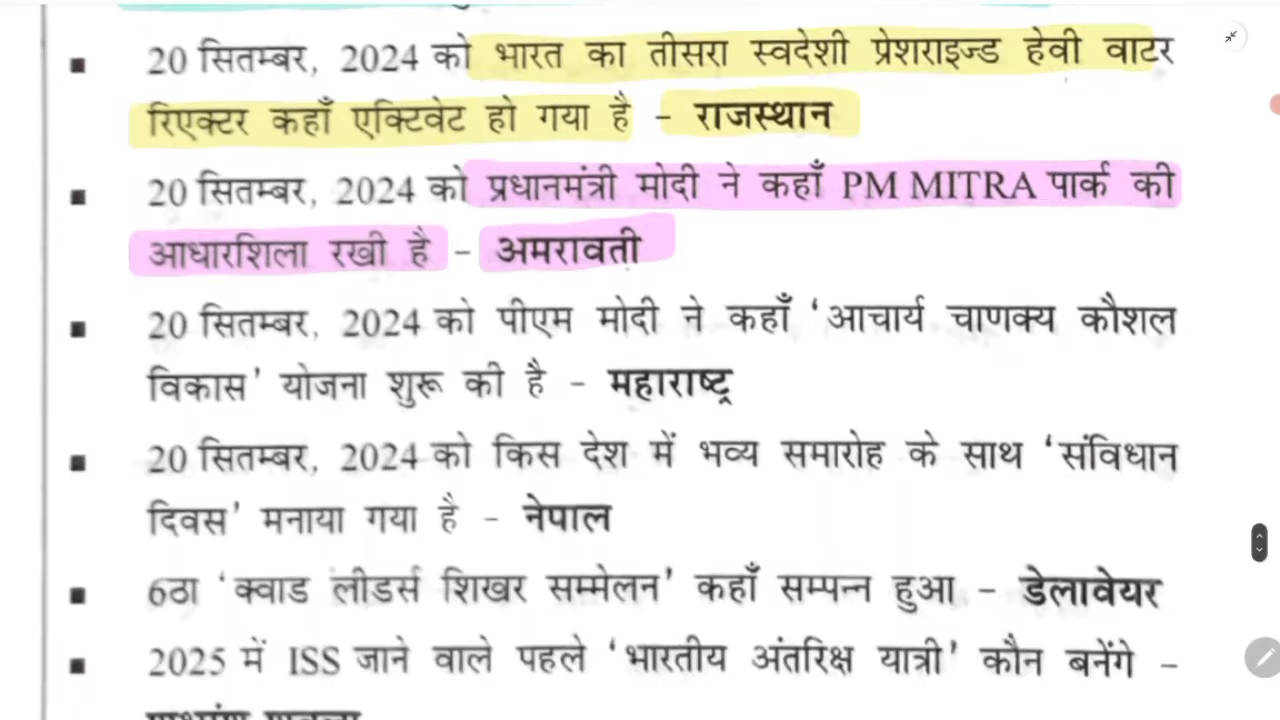 ▪ 20 सितम्बर, 2024 को भारत का तीसरा स्वदेशी प्रेशराइज्ड हेवी वाटर
रिएक्टर कहाँ एक्टिवेट हो गया है - राजस्थान
▪ 20 सितम्बर, 2024 को प्रधानमंत्री मोदी ने कहाँ PM MITRA पार्क की
आधारशिला रखी है - अमरावती
▪ 20 सितम्बर, 2024 को पीएम मोदी ने कहाँ 'आचार्य चाणक्य कौशल
विकास' योजना शुरू की है - महाराष्ट्र
▪ 20 सितम्बर, 2024 को किस देश में भव्य समारोह के साथ 'संविधान
दिवस' मनाया गया है - नेपाल
▪ 6ठा 'क्वाड लीडर्स शिखर सम्मेलन' कहाँ सम्पन्न हुआ - डेलावेयर
▪ 2025 में ISS जाने वाले पहले 'भारतीय अंतरिक्ष यात्री' कौन बनेंगे -